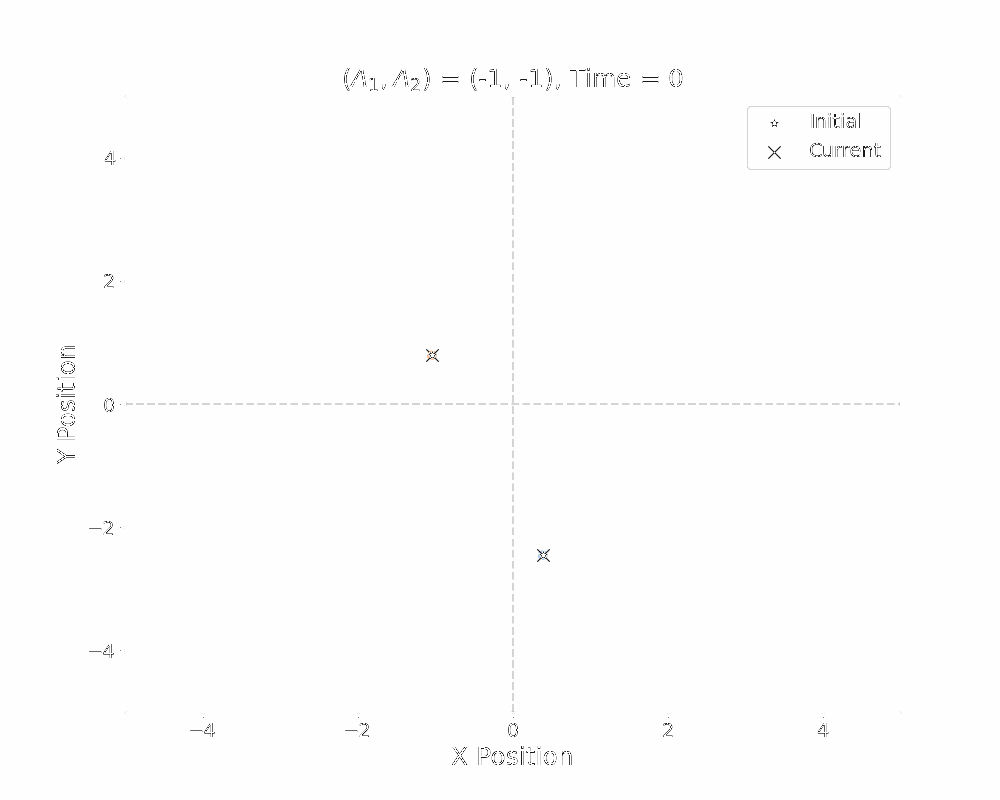 (Λ₁, Λ₂) = (-1, -1), Time = 0
Initial
Current
4
2
0
−2
−4
Y Position
−4
−2
0
2
4
X Position